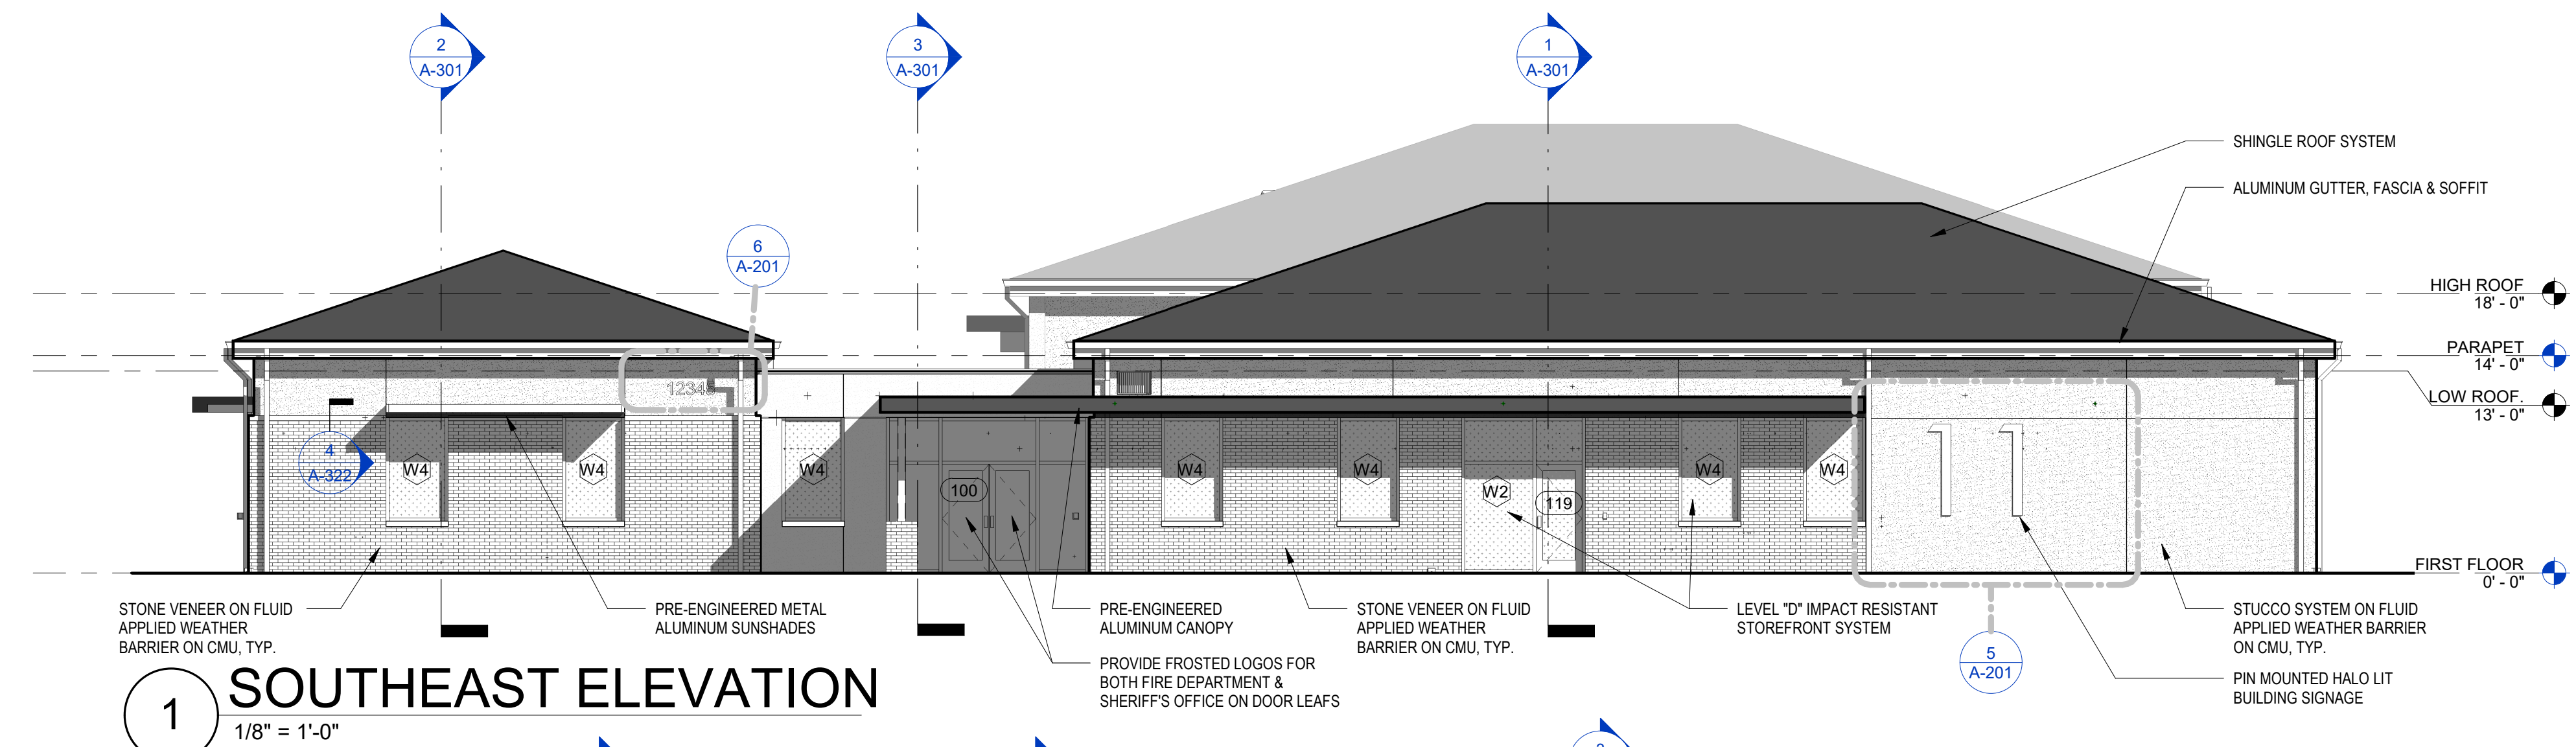 2
A-301
3
A-301
1
A-301
SHINGLE ROOF SYSTEM
ALUMINUM GUTTER, FASCIA & SOFFIT
6
A-201
HIGH ROOF
18' - 0"
PARAPET
14' - 0"
LOW ROOF.
13' - 0"
12345
4
A-322
W4
W4
W4
100
W4
W4
W2
119
W4
W4
11
FIRST FLOOR
0' - 0"
STONE VENEER ON FLUID
APPLIED WEATHER
BARRIER ON CMU, TYP.
PRE-ENGINEERED METAL
ALUMINUM SUNSHADES
PRE-ENGINEERED
ALUMINUM CANOPY
PROVIDE FROSTED LOGOS FOR
BOTH FIRE DEPARTMENT &
SHERIFF'S OFFICE ON DOOR LEAFS
STONE VENEER ON FLUID
APPLIED WEATHER
BARRIER ON CMU, TYP.
LEVEL "D" IMPACT RESISTANT
STOREFRONT SYSTEM
5
A-201
STUCCO SYSTEM ON FLUID
APPLIED WEATHER BARRIER
ON CMU, TYP.
PIN MOUNTED HALO LIT
BUILDING SIGNAGE
1
SOUTHEAST ELEVATION
1/8" = 1'-0"